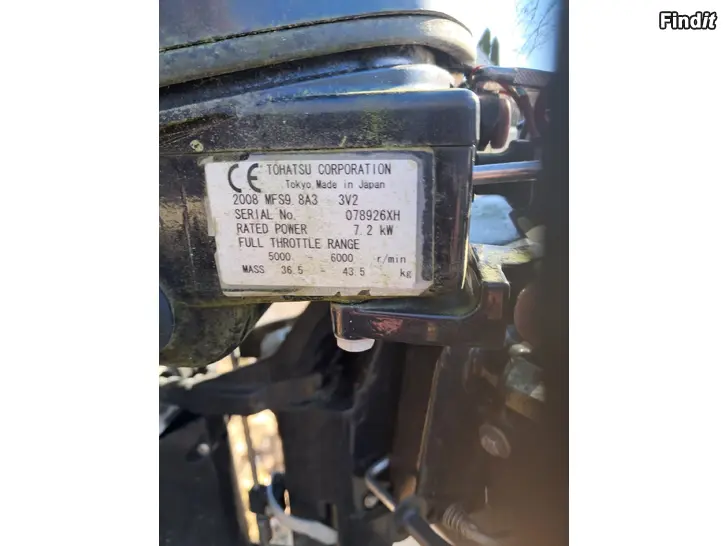 Findit
CE TOHATSU CORPORATION
Tokyo Made in Japan
2008 MFS9.8A3 3V2
SERIAL No. 078926XH
RATED POWER 7.2 kW
FULL THROTTLE RANGE
5000 - 6000 r/min
MASS 36.5 - 43.5 kg